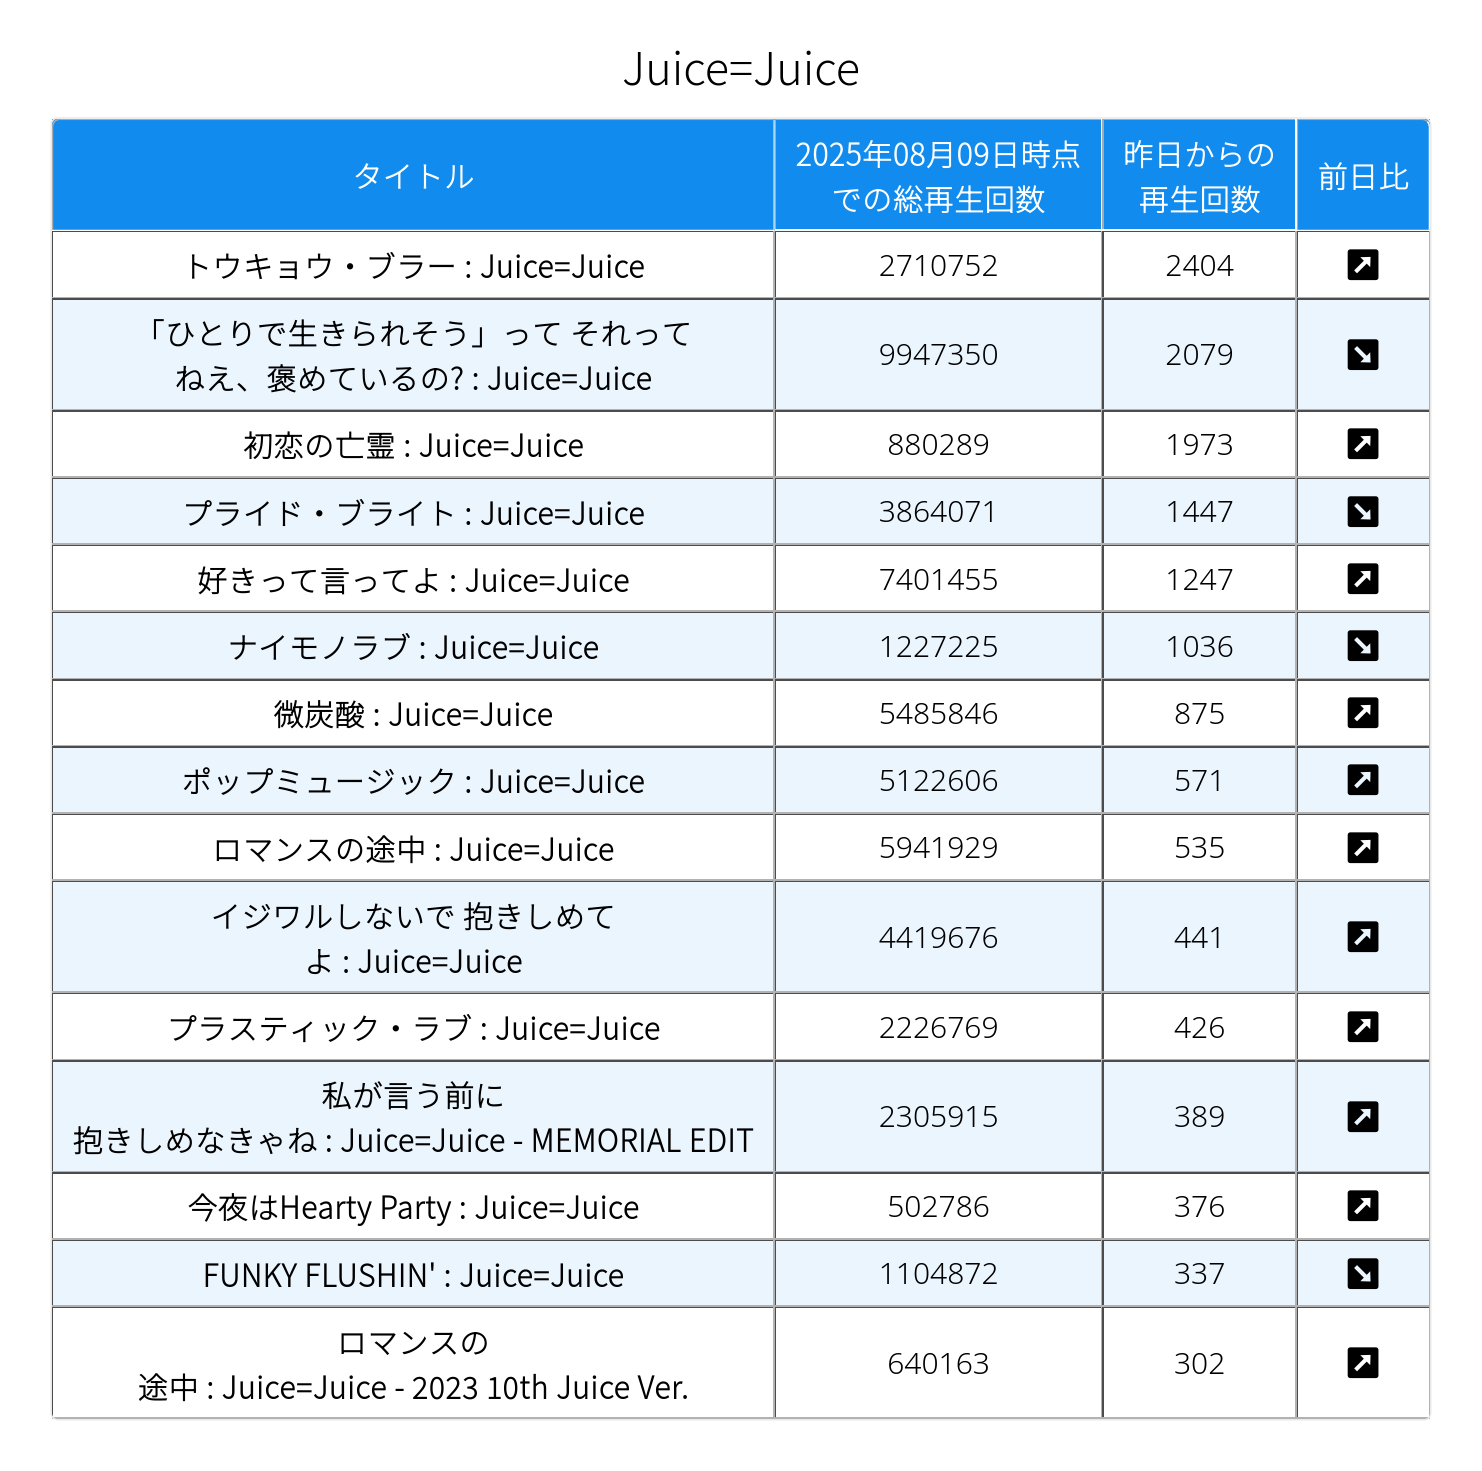 Juice=Juice
タイトル
2025年08月09日時点
での総再生回数
昨日からの
再生回数
前日比
トウキョウ・ブラー : Juice=Juice
2710752
2404
「ひとりで生きられそう」って それって
ねえ、褒めているの? : Juice=Juice
9947350
2079
初恋の亡霊 : Juice=Juice
880289
1973
プライド・ブライト : Juice=Juice
3864071
1447
好きって言ってよ : Juice=Juice
7401455
1247
ナイモノラブ : Juice=Juice
1227225
1036
微炭酸 : Juice=Juice
5485846
875
ポップミュージック : Juice=Juice
5122606
571
ロマンスの途中 : Juice=Juice
5941929
535
イジワルしないで 抱きしめて
よ : Juice=Juice
4419676
441
プラスティック・ラブ : Juice=Juice
2226769
426
私が言う前に
抱きしめなきゃね : Juice=Juice - MEMORIAL EDIT
2305915
389
今夜はHearty Party : Juice=Juice
502786
376
FUNKY FLUSHIN' : Juice=Juice
1104872
337
ロマンスの
途中 : Juice=Juice - 2023 10th Juice Ver.
640163
302